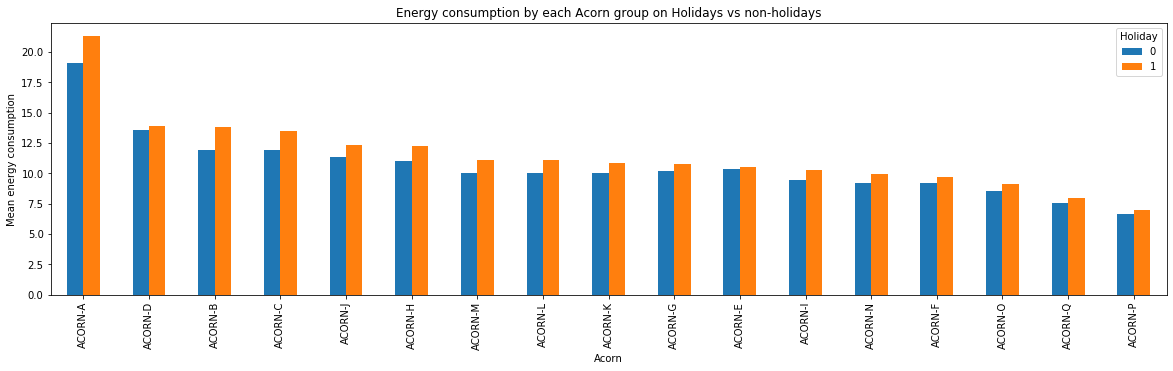 Energy consumption by each Acorn group on Holidays vs non-holidays
Holiday
0
1
Mean energy consumption
20.0
17.5
15.0
12.5
10.0
7.5
5.0
2.5
0.0
ACORN-A
ACORN-D
ACORN-B
ACORN-C
ACORN-J
ACORN-H
ACORN-M
ACORN-L
ACORN-K
ACORN-G
ACORN-E
ACORN-I
ACORN-N
ACORN-F
ACORN-O
ACORN-Q
ACORN-P
Acorn